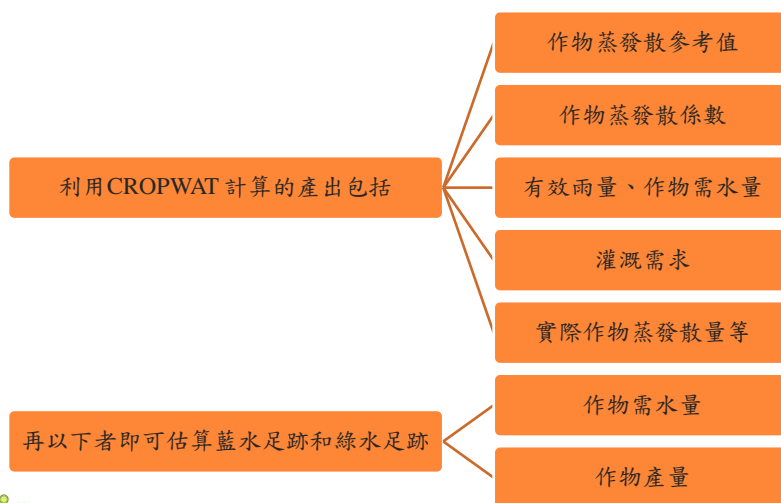 利用CROPWAT 計算的產出包括
作物蒸發散參考值
作物蒸發散係數
有效雨量、作物需水量
灌溉需求
實際作物蒸發散量等
再以下者即可估算藍水足跡和綠水足跡
作物需水量
作物產量